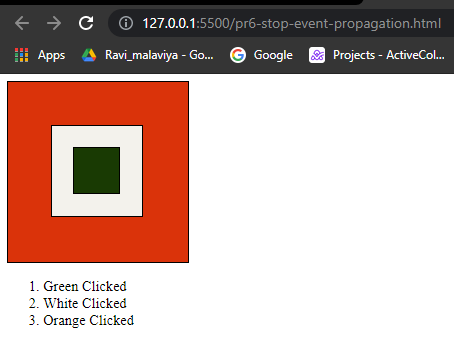 127.0.0.1:5500/pr6-stop-event-propagation.html
Apps Ravi_malaviya - Go... Google Projects - ActiveCol...
1. Green Clicked
2. White Clicked
3. Orange Clicked